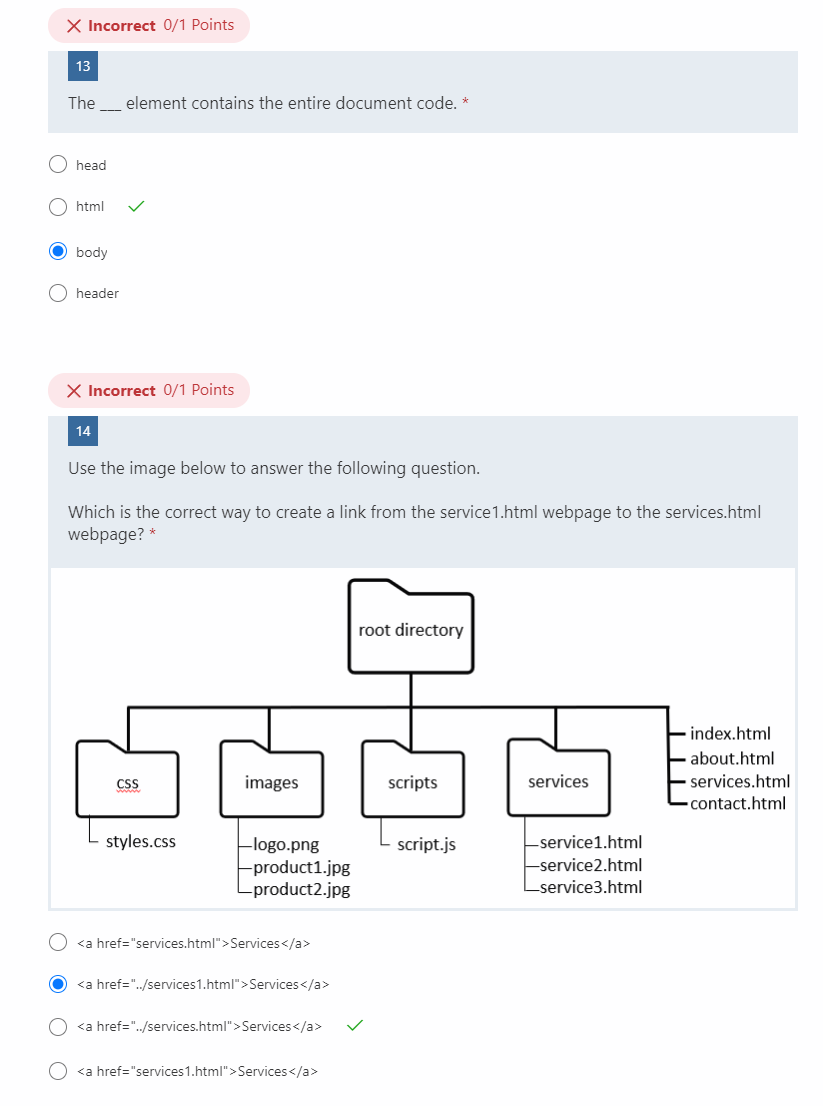 Incorrect 0/1 Points
13
The ___ element contains the entire document code. *
head
html
body
header
Incorrect 0/1 Points
14
Use the image below to answer the following question.
Which is the correct way to create a link from the service1.html webpage to the services.html
webpage? *
root directory
index.html
about.html
services.html
contact.html
css
images
scripts
services
styles.css
logo.png
product1.jpg
product2.jpg
script.js
service1.html
service2.html
service3.html
<a href="services.html">Services</a>
<a href="../services1.html">Services</a>
<a href="../services.html">Services</a>
<a href="services1.html">Services</a>